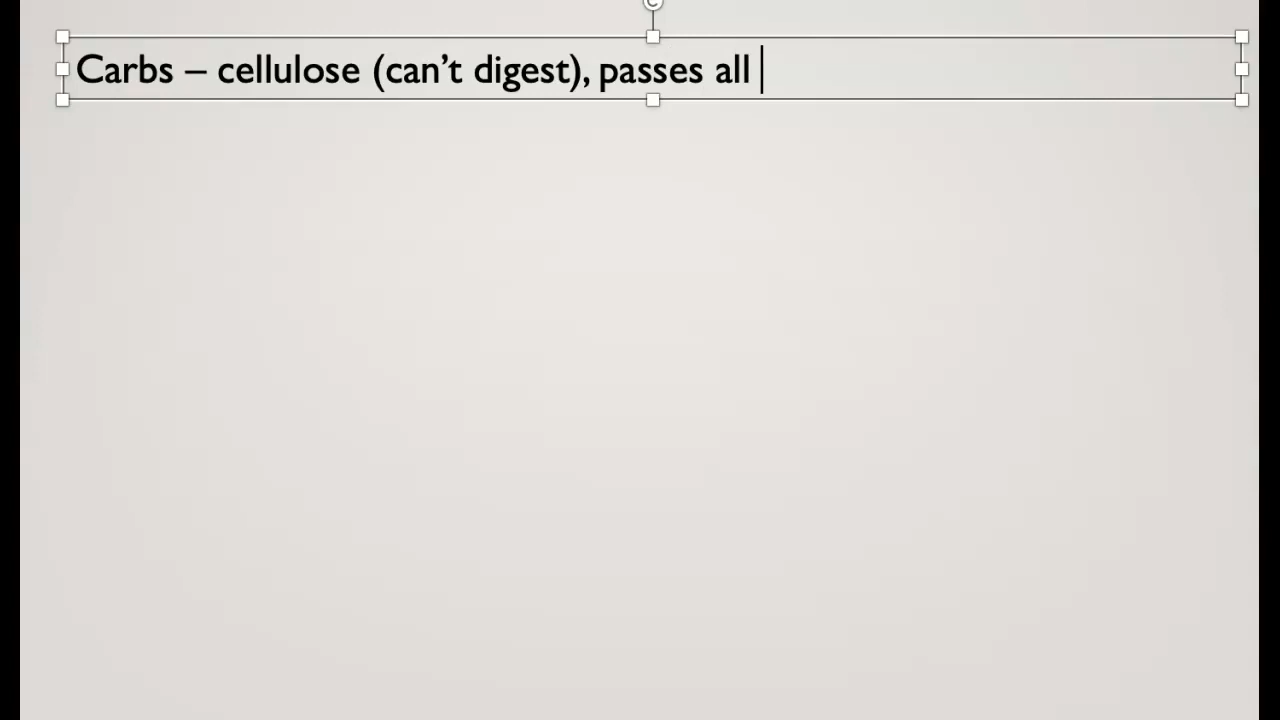 Carbs – cellulose (can’t digest), passes all